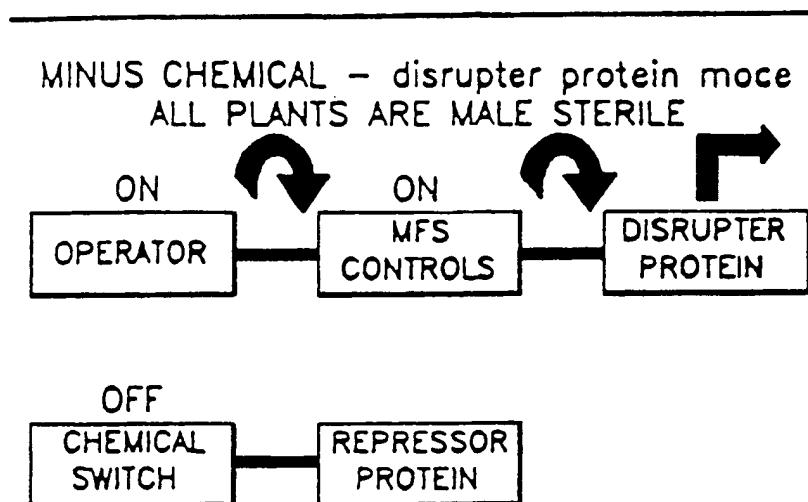 MINUS CHEMICAL – disrupter protein moce
ALL PLANTS ARE MALE STERILE
ON
ON
OPERATOR
MFS
CONTROLS
DISRUPTER
PROTEIN
OFF
CHEMICAL
SWITCH
REPRESSOR
PROTEIN